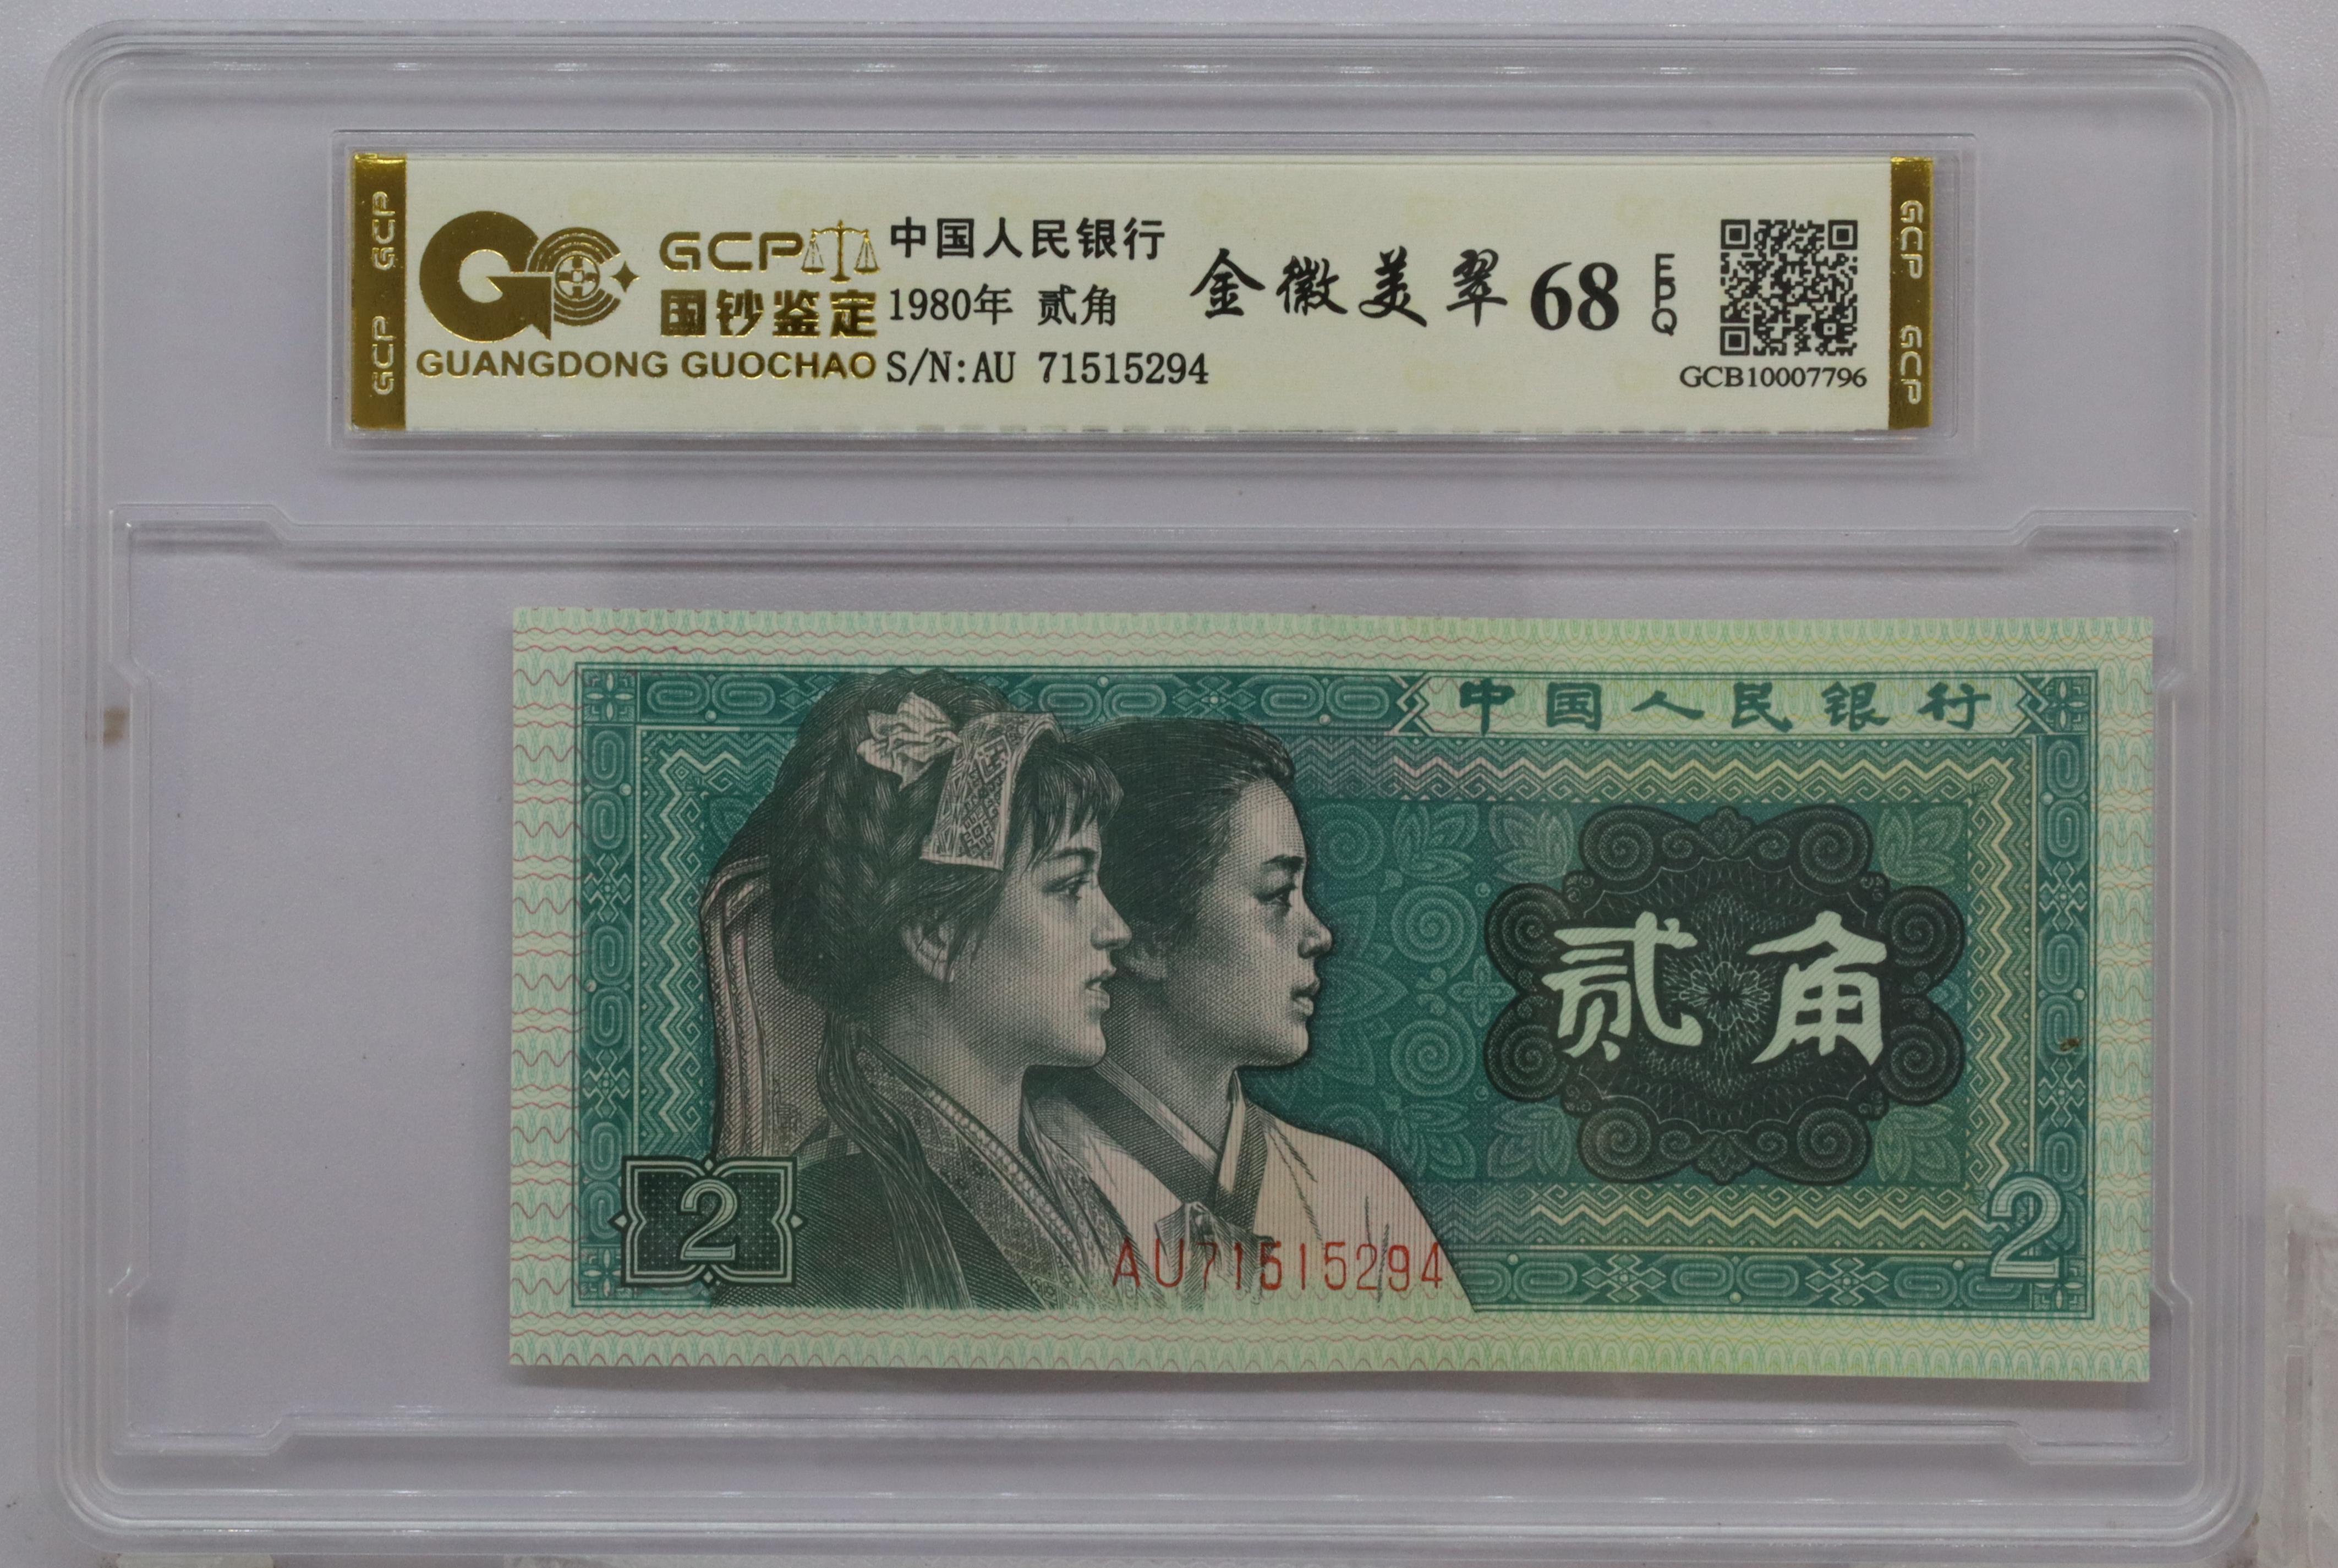 GCP GCP
GCP
国钞鉴定
GUANGDONG GUOCHAO
中国人民银行
1980年 贰角
S/N:AU 71515294
金徽美翠 68 EPQ
GCB10007796
GCP GCP
中国人民银行
贰角
2
AU71515294
2